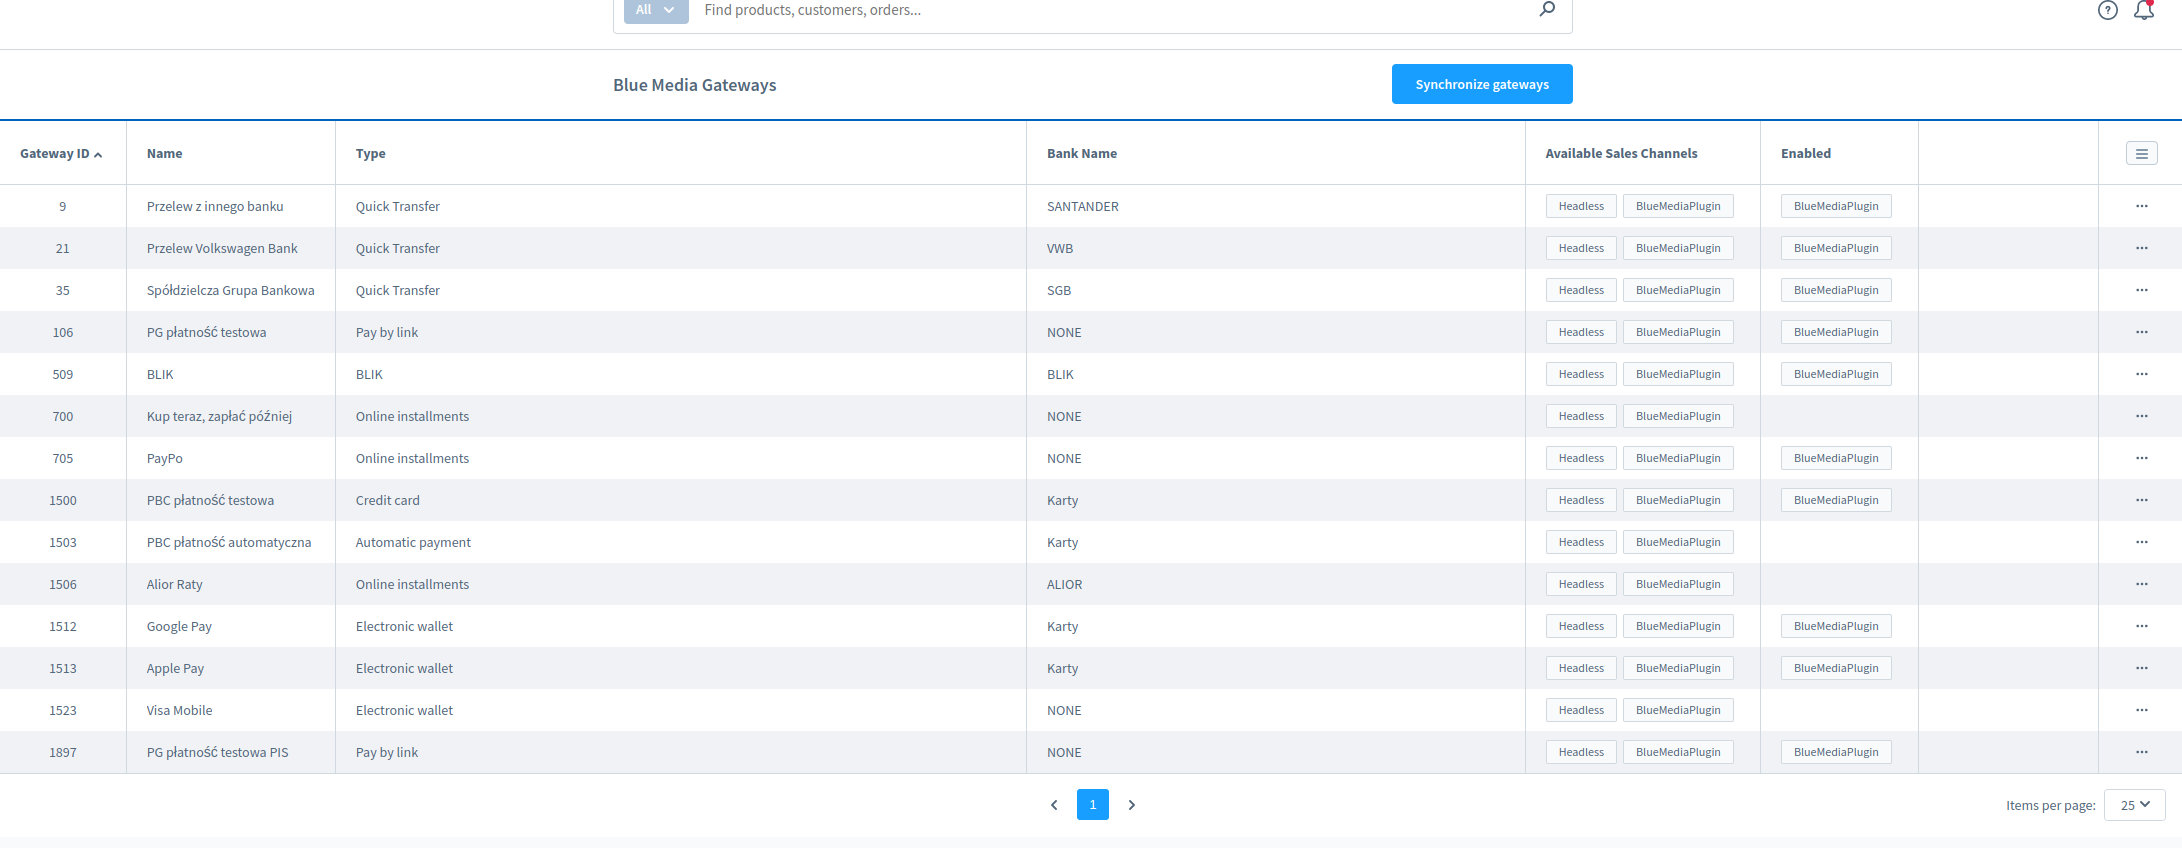 All Find products, customers, orders...
Blue Media Gateways Synchronize gateways
Gateway ID Name Type Bank Name Available Sales Channels Enabled
9 Przelew z innego banku Quick Transfer SANTANDER Headless BlueMediaPlugin BlueMediaPlugin
21 Przelew Volkswagen Bank Quick Transfer VWB Headless BlueMediaPlugin BlueMediaPlugin
35 Spółdzielcza Grupa Bankowa Quick Transfer SGB Headless BlueMediaPlugin BlueMediaPlugin
106 PG płatność testowa Pay by link NONE Headless BlueMediaPlugin BlueMediaPlugin
509 BLIK BLIK BLIK Headless BlueMediaPlugin BlueMediaPlugin
700 Kup teraz, zapłać później Online installments NONE Headless BlueMediaPlugin
705 PayPo Online installments NONE Headless BlueMediaPlugin BlueMediaPlugin
1500 PBC płatność testowa Credit card Karty Headless BlueMediaPlugin BlueMediaPlugin
1503 PBC płatność automatyczna Automatic payment Karty Headless BlueMediaPlugin
1506 Alior Raty Online installments ALIOR Headless BlueMediaPlugin
1512 Google Pay Electronic wallet Karty Headless BlueMediaPlugin BlueMediaPlugin
1513 Apple Pay Electronic wallet Karty Headless BlueMediaPlugin BlueMediaPlugin
1523 Visa Mobile Electronic wallet NONE Headless BlueMediaPlugin
1897 PG płatność testowa PIS Pay by link NONE Headless BlueMediaPlugin BlueMediaPlugin
1 Items per page: 25